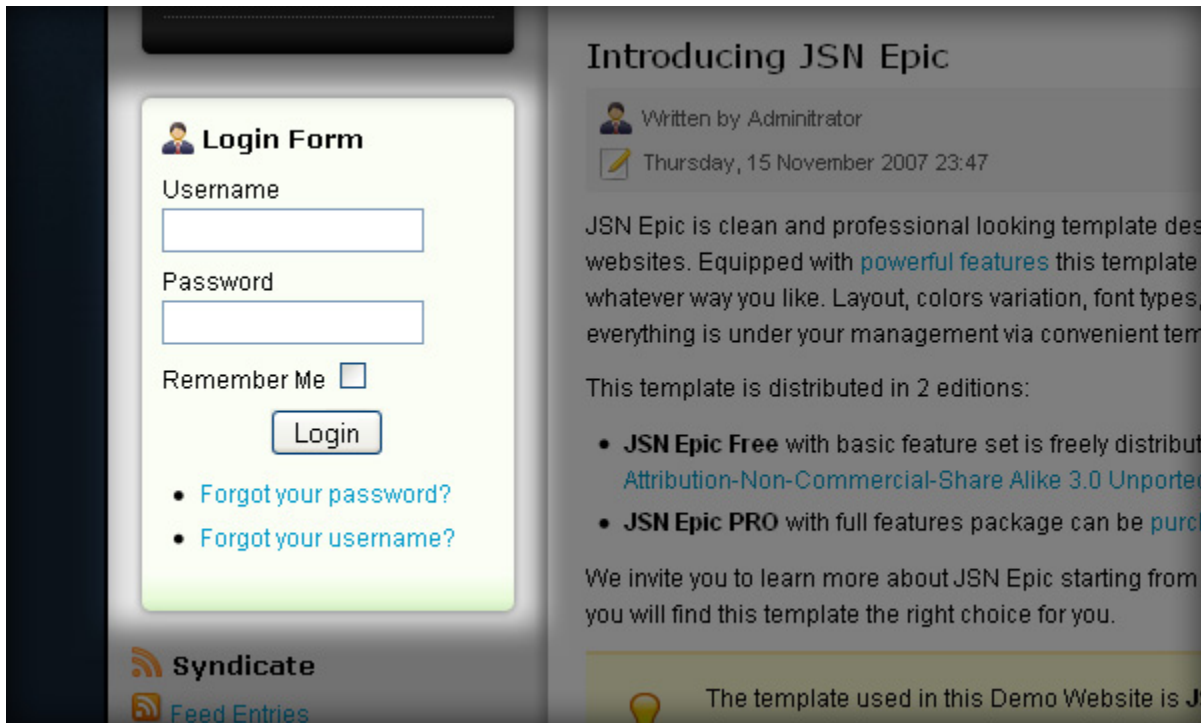 Login Form
Username
Password
Remember Me
Login
Forgot your password?
Forgot your username?
Syndicate
Feed Entries
Introducing JSN Epic
Written by Adminitrator
Thursday, 15 November 2007 23:47
JSN Epic is clean and professional looking template
websites. Equipped with powerful features this template
whatever way you like. Layout, colors variation, font types,
everything is under your management via convenient
This template is distributed in 2 editions:
JSN Epic Free with basic feature set is freely
Attribution-Non-Commercial-Share Alike 3.0
JSN Epic PRO with full features package can be
We invite you to learn more about JSN Epic starting from
you will find this template the right choice for you.
The template used in this Demo Website is